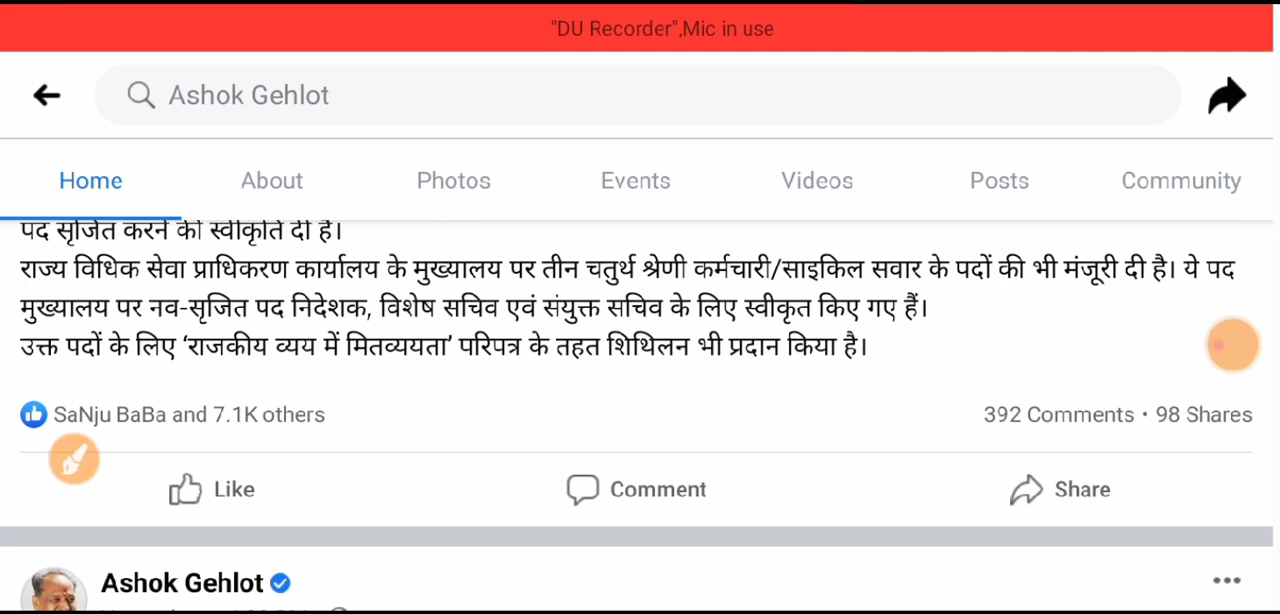 "DU Recorder",Mic in use
Ashok Gehlot
Home About Photos Events Videos Posts Community
पद सृजित करने की स्वीकृति दी है।
राज्य विधिक सेवा प्राधिकरण कार्यालय के मुख्यालय पर तीन चतुर्थ श्रेणी कर्मचारी/साइकिल सवार के पदों की भी मंजूरी दी है। ये पद
मुख्यालय पर नव-सृजित पद निदेशक, विशेष सचिव एवं संयुक्त सचिव के लिए स्वीकृत किए गए हैं।
उक्त पदों के लिए ‘राजकीय व्यय में मितव्ययता’ परिपत्र के तहत शिथिलन भी प्रदान किया है।
SaNju BaBa and 7.1K others 392 Comments • 98 Shares
Like Comment Share
Ashok Gehlot